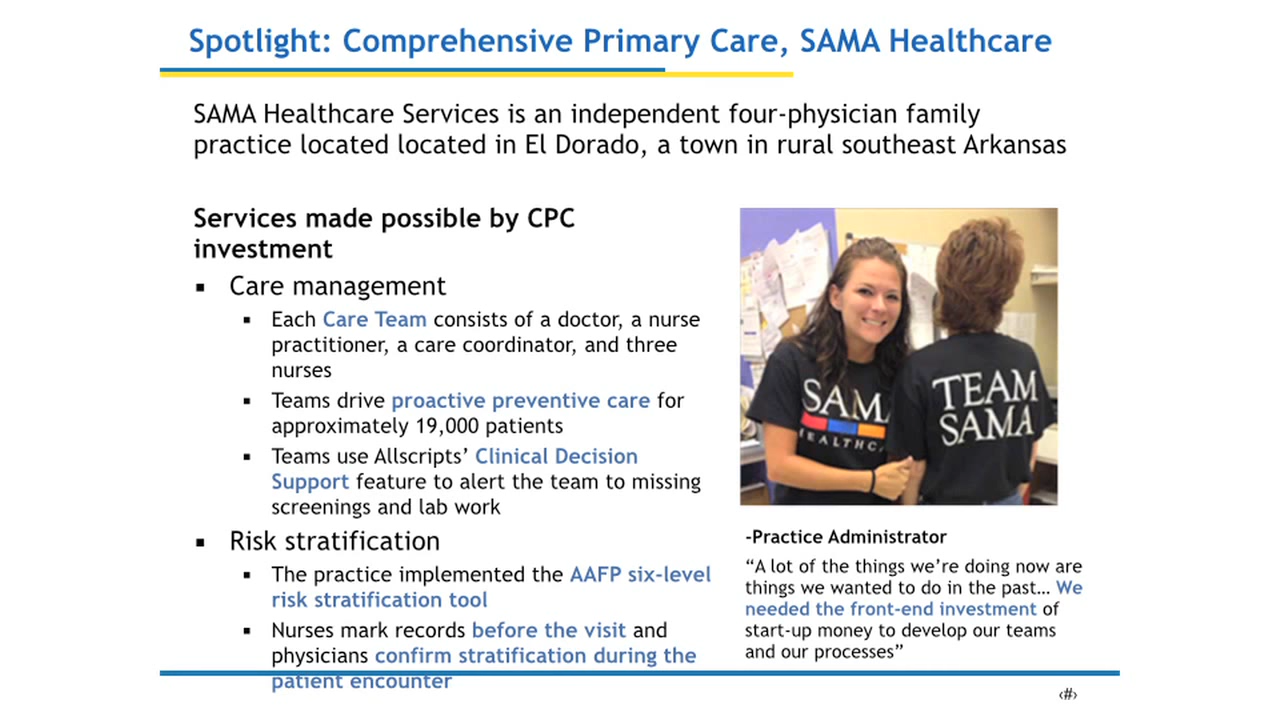 Spotlight: Comprehensive Primary Care, SAMA Healthcare
SAMA Healthcare Services is an independent four-physician family
practice located located in El Dorado, a town in rural southeast Arkansas
Services made possible by CPC
investment
▪ Care management
▪ Each Care Team consists of a doctor, a nurse
practitioner, a care coordinator, and three
nurses
▪ Teams drive proactive preventive care for
approximately 19,000 patients
▪ Teams use Allscripts’ Clinical Decision
Support feature to alert the team to missing
screenings and lab work
▪ Risk stratification
▪ The practice implemented the AAFP six-level
risk stratification tool
▪ Nurses mark records before the visit and
physicians confirm stratification during the
patient encounter
SAMA
HEALTHC
TEAM
SAMA
-Practice Administrator
“A lot of the things we’re doing now are
things we wanted to do in the past… We
needed the front-end investment of
start-up money to develop our teams
and our processes”
‹#›